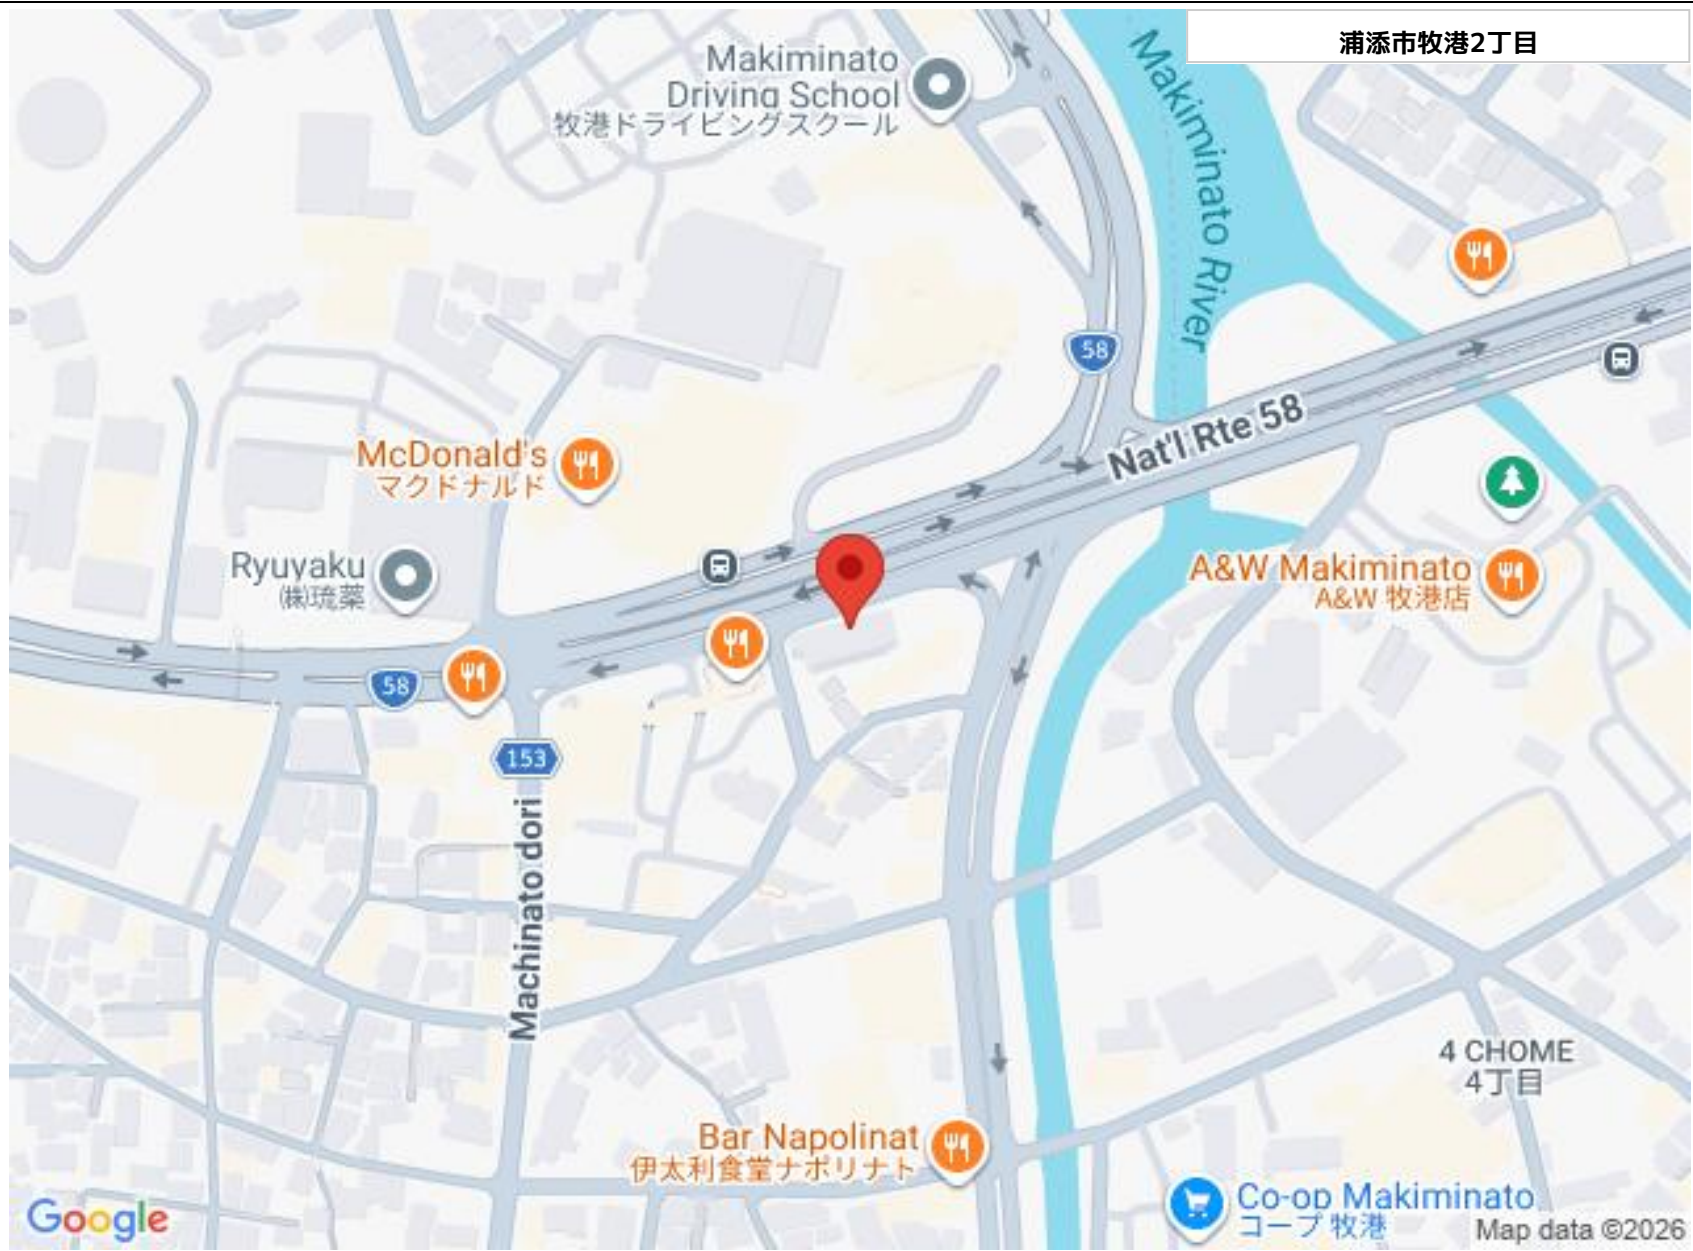 浦添市牧港2丁目
Makiminato
Driving School
牧港ドライビングスクール
Makiminato River
58
Nat'l Rte 58
McDonald's
マクドナルド
Ryuyaku
㈱琉薬
A&W Makiminato
A&W 牧港店
58
153
Machinato dori
4 CHOME
4丁目
Bar Napolinat
伊太利食堂ナポリナト
Co-op Makiminato
コープ 牧港
Google
Map data ©2026